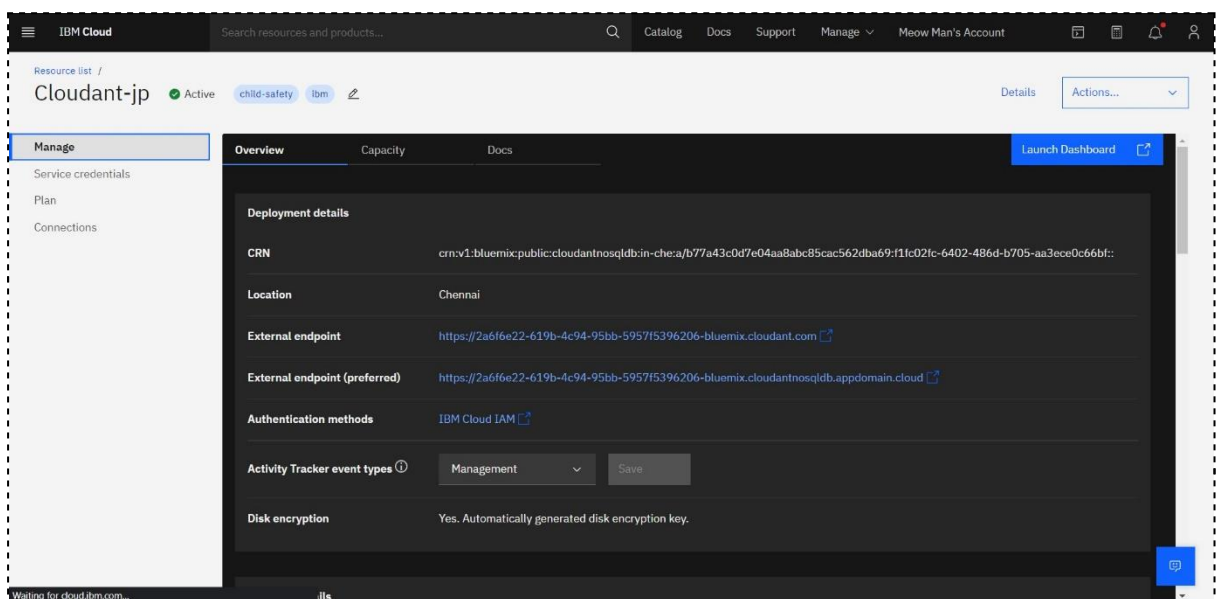 IBM Cloud Search resources and products... Catalog Docs Support Manage Meow Man's Account
Resource list /
Cloudant-jp Active child-safety ibm Details Actions...
Manage Overview Capacity Docs Launch Dashboard
Service credentials
Plan
Connections
Deployment details
CRN crn:v1:bluemix:public:cloudantnosqldb:in-che:a/b77a43c0d7e04aa8abc85cac562dba69:f1fc02fc-6402-486d-b705-aa3ece0c66bf::
Location Chennai
External endpoint https://2a6f6e22-619b-4c94-95bb-5957f5396206-bluemix.cloudant.com
External endpoint (preferred) https://2a6f6e22-619b-4c94-95bb-5957f5396206-bluemix.cloudantnosqldb.appdomain.cloud
Authentication methods IBM Cloud IAM
Activity Tracker event types Management Save
Disk encryption Yes. Automatically generated disk encryption key.
Waiting for cloud.ibm.com...